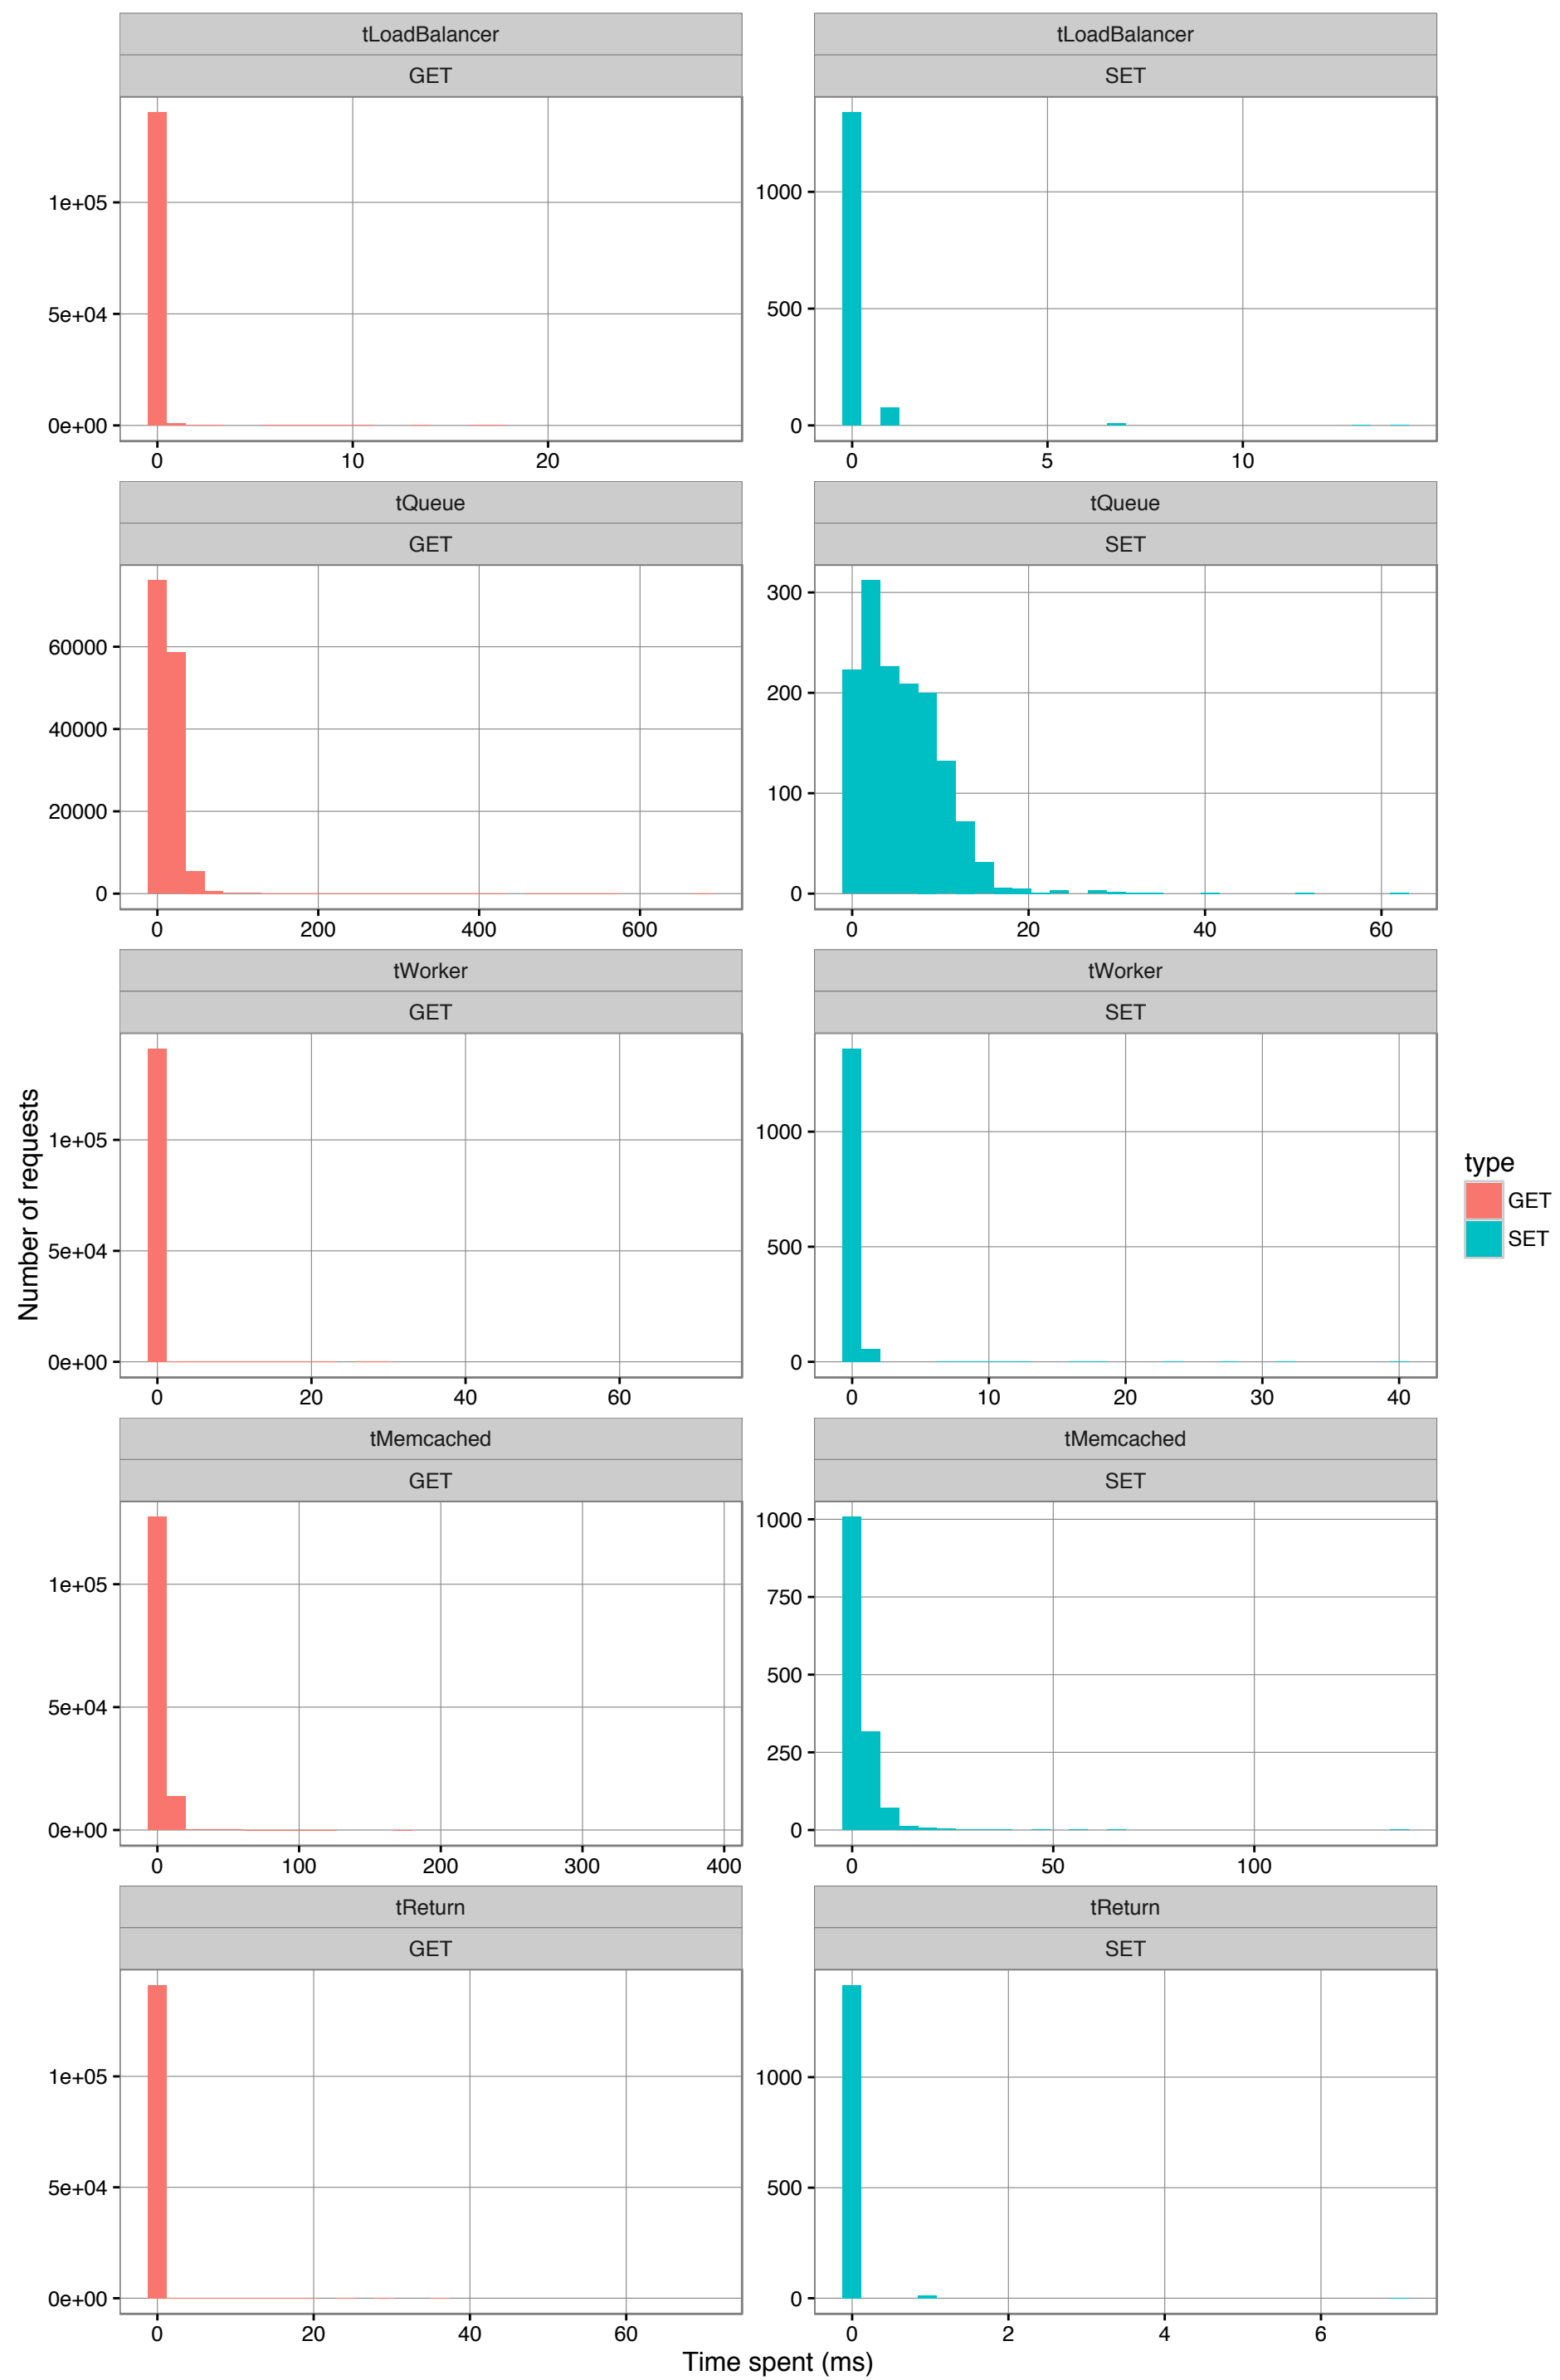 tLoadBalancer
GET
1e+05
5e+04
0e+00
0 10 20
tLoadBalancer
SET
1000
500
0
0 5 10
tQueue
GET
60000
40000
20000
0
0 200 400 600
tQueue
SET
300
200
100
0
0 20 40 60
tWorker
GET
1e+05
5e+04
0e+00
0 20 40 60
tWorker
SET
1000
500
0
0 10 20 30 40
tMemcached
GET
1e+05
5e+04
0e+00
0 100 200 300 400
tMemcached
SET
1000
750
500
250
0
0 50 100
tReturn
GET
1e+05
5e+04
0e+00
0 20 40 60
tReturn
SET
1000
500
0
0 2 4 6
Number of requests
Time spent (ms)
type
GET
SET